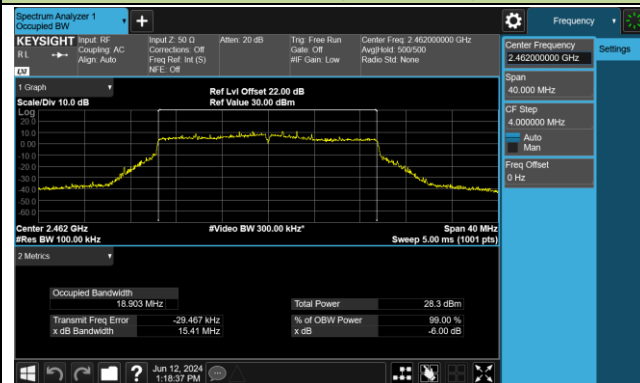 Spectrum Analyzer 1
Occupied BW
Frequency
KEYSIGHT
RL
Input: RF
Coupling: AC
Align: Auto
Input Z: 50 Ω
Corrections: Off
Freq Ref: Int (S)
NFE: Off
Atten: 20 dB
Trig: Free Run
Gate: Off
#IF Gain: Low
Center Freq: 2.462000000 GHz
Avg|Hold: 500/500
Radio Std: None
Center Frequency
2.462000000 GHz
Settings
Span
40.000 MHz
CF Step
4.000000 MHz
Auto
Man
Freq Offset
0 Hz
1 Graph
Scale/Div 10.0 dB
Ref Lvl Offset 22.00 dB
Ref Value 30.00 dBm
Log
20.0
10.0
0.00
-10.0
-20.0
-30.0
-40.0
-50.0
-60.0
Center 2.462 GHz
#Res BW 100.00 kHz
#Video BW 300.00 kHz*
Span 40 MHz
Sweep 5.00 ms (1001 pts)
2 Metrics
Occupied Bandwidth
18.903 MHz
Total Power
28.3 dBm
Transmit Freq Error
-29.467 kHz
% of OBW Power
99.00 %
x dB Bandwidth
15.41 MHz
x dB
-6.00 dB
?
Jun 12, 2024
1:18:37 PM